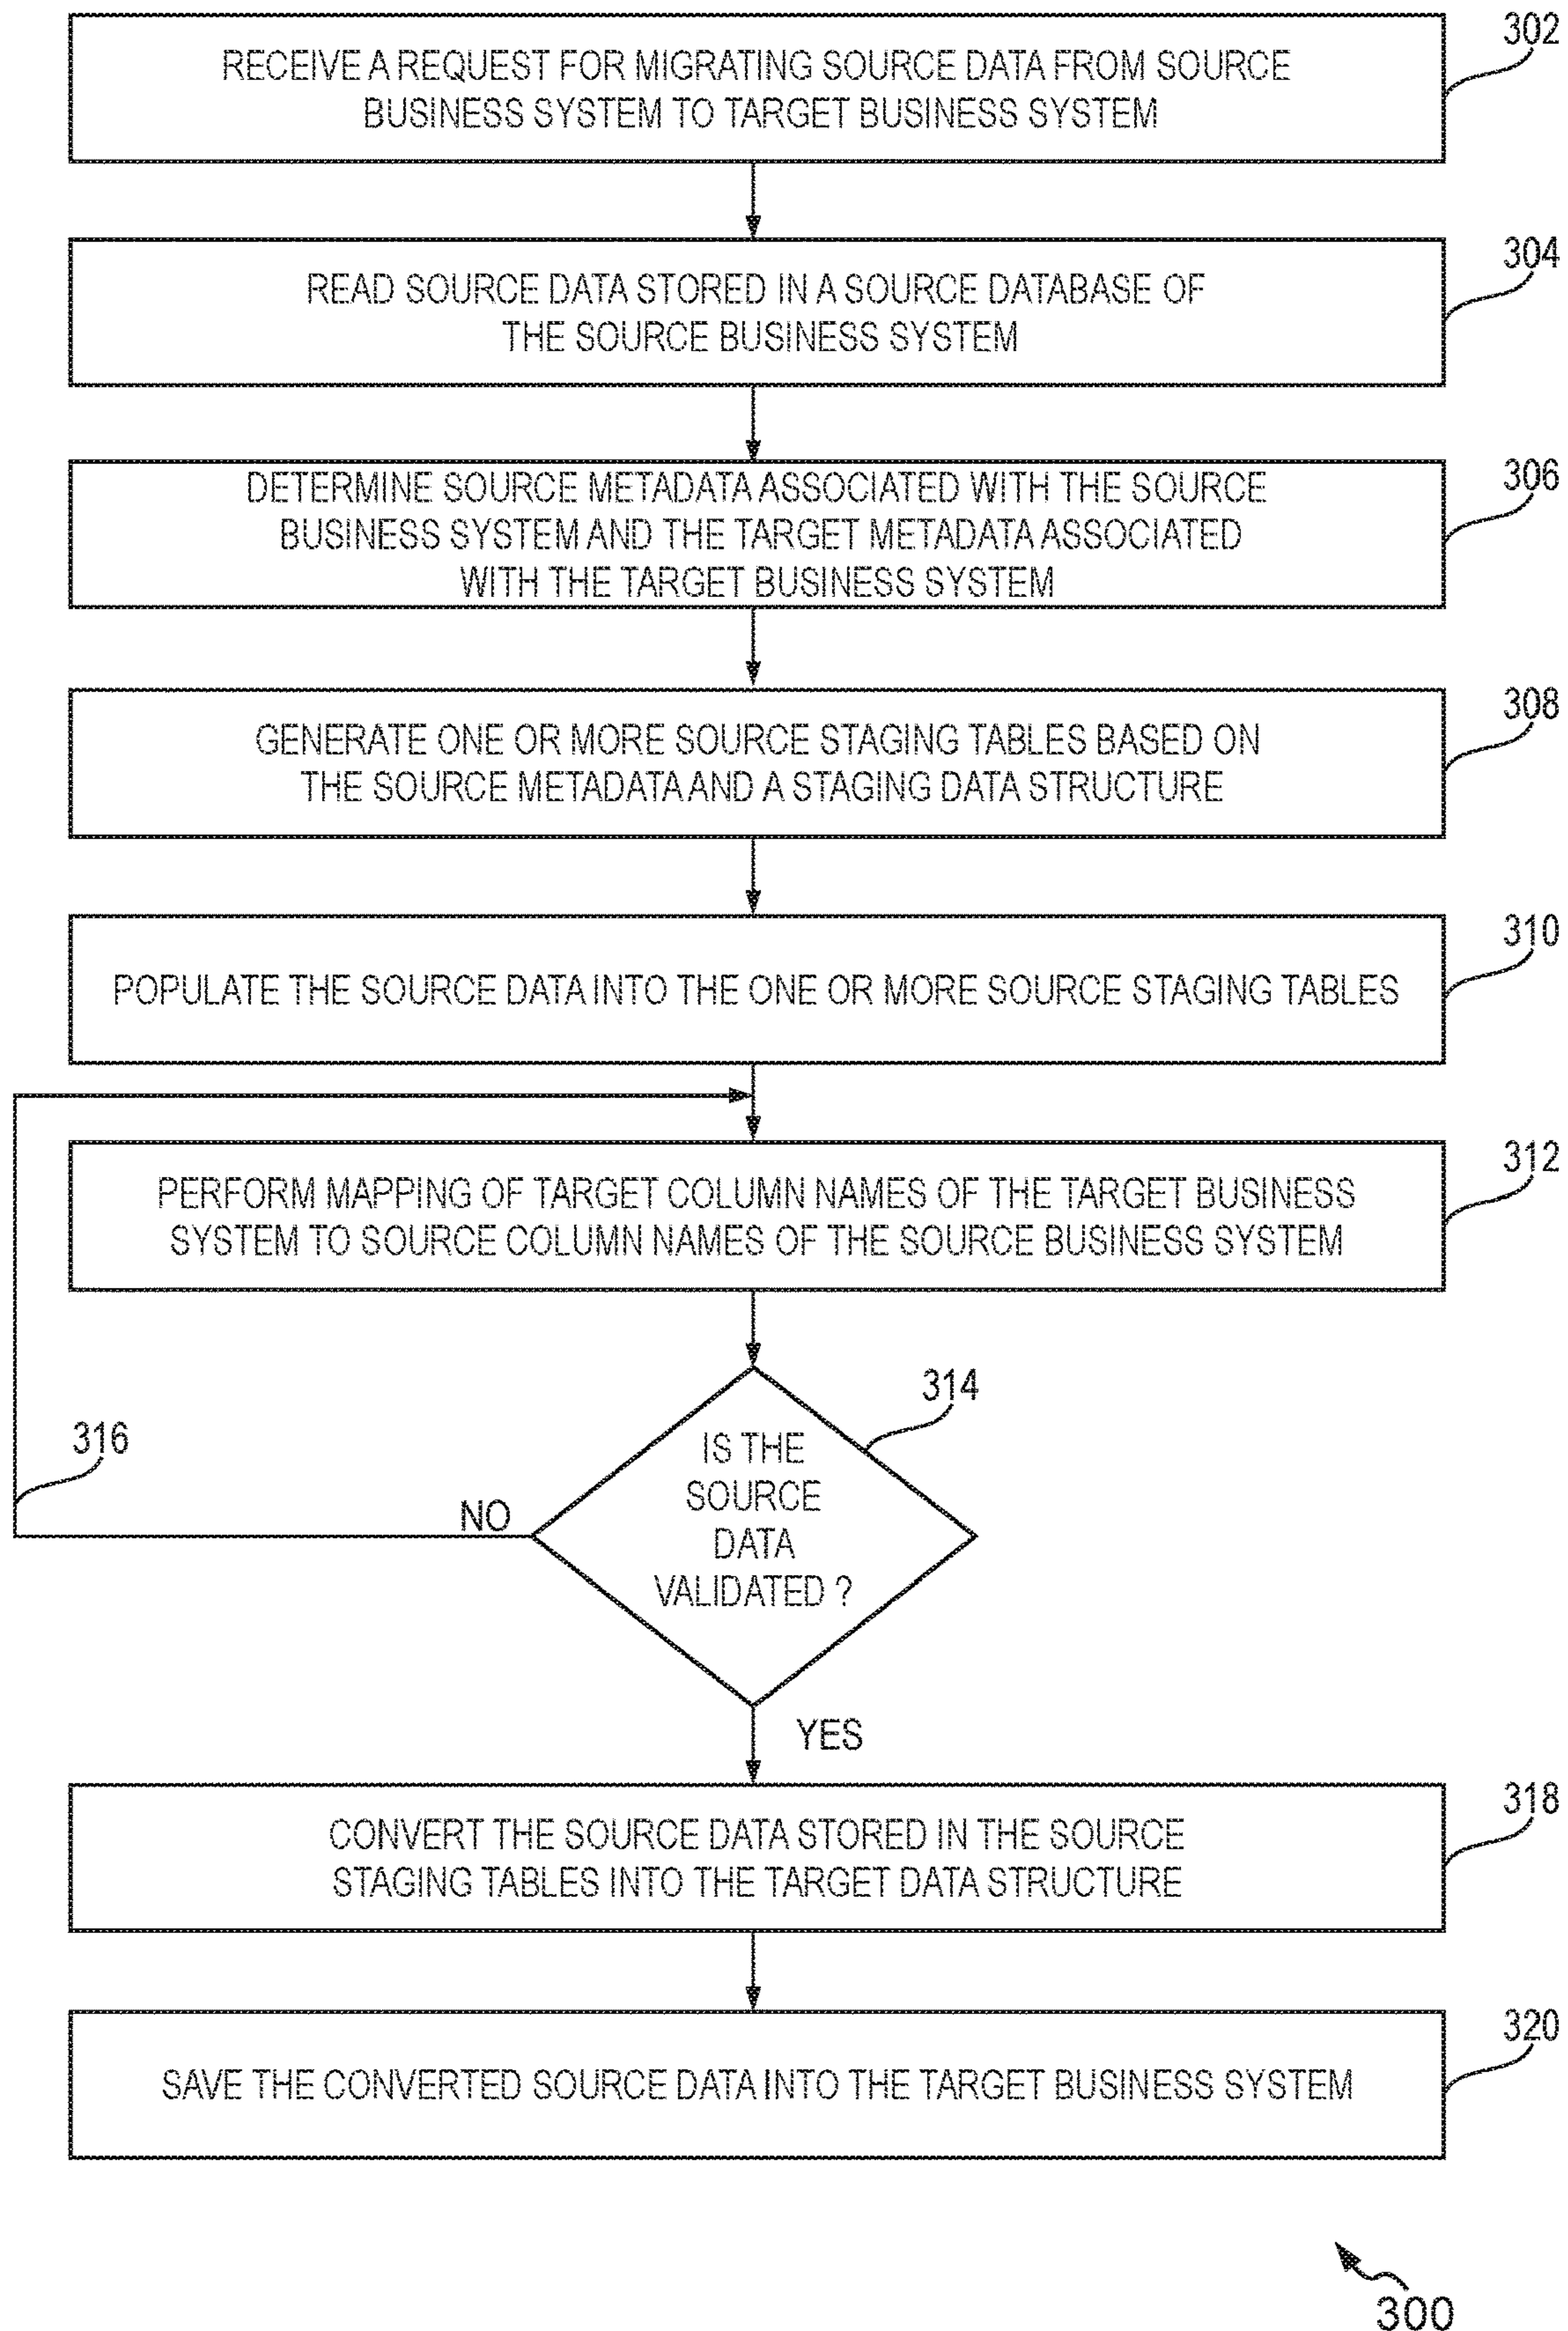 302
RECEIVE A REQUEST FOR MIGRATING SOURCE DATA FROM SOURCE
BUSINESS SYSTEM TO TARGET BUSINESS SYSTEM
304
READ SOURCE DATA STORED IN A SOURCE DATABASE OF
THE SOURCE BUSINESS SYSTEM
306
DETERMINE SOURCE METADATA ASSOCIATED WITH THE SOURCE
BUSINESS SYSTEM AND THE TARGET METADATA ASSOCIATED
WITH THE TARGET BUSINESS SYSTEM
308
GENERATE ONE OR MORE SOURCE STAGING TABLES BASED ON
THE SOURCE METADATA AND A STAGING DATA STRUCTURE
310
POPULATE THE SOURCE DATA INTO THE ONE OR MORE SOURCE STAGING TABLES
312
PERFORM MAPPING OF TARGET COLUMN NAMES OF THE TARGET BUSINESS
SYSTEM TO SOURCE COLUMN NAMES OF THE SOURCE BUSINESS SYSTEM
314
316
IS THE
SOURCE
DATA
VALIDATED ?
NO
YES
318
CONVERT THE SOURCE DATA STORED IN THE SOURCE
STAGING TABLES INTO THE TARGET DATA STRUCTURE
320
SAVE THE CONVERTED SOURCE DATA INTO THE TARGET BUSINESS SYSTEM
300